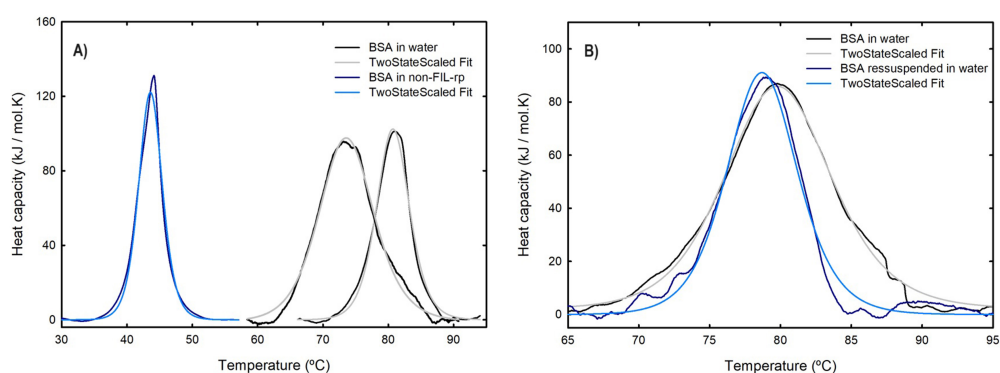 A)
BSA in water
TwoStateScaled Fit
BSA in non-FIL-rp
TwoStateScaled Fit
Heat capacity (kJ / mol.K)
160
120
80
40
0
30 40 50 60 70 80 90
Temperature (ºC)
B)
BSA in water
TwoStateScaled Fit
BSA ressuspended in water
TwoStateScaled Fit
Heat capacity (kJ / mol.K)
100
80
60
40
20
0
65 70 75 80 85 90 95
Temperature (ºC)